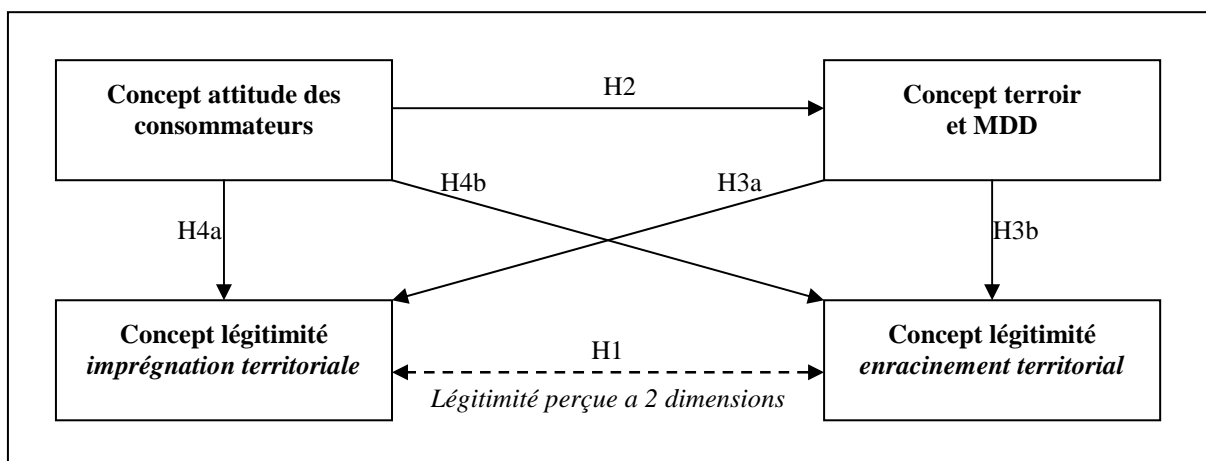 Concept attitude des
consommateurs
H2
Concept terroir
et MDD
H4b
H3a
H4a
H3b
Concept légitimité
imprégnation territoriale
H1
Légitimité perçue a 2 dimensions
Concept légitimité
enracinement territorial